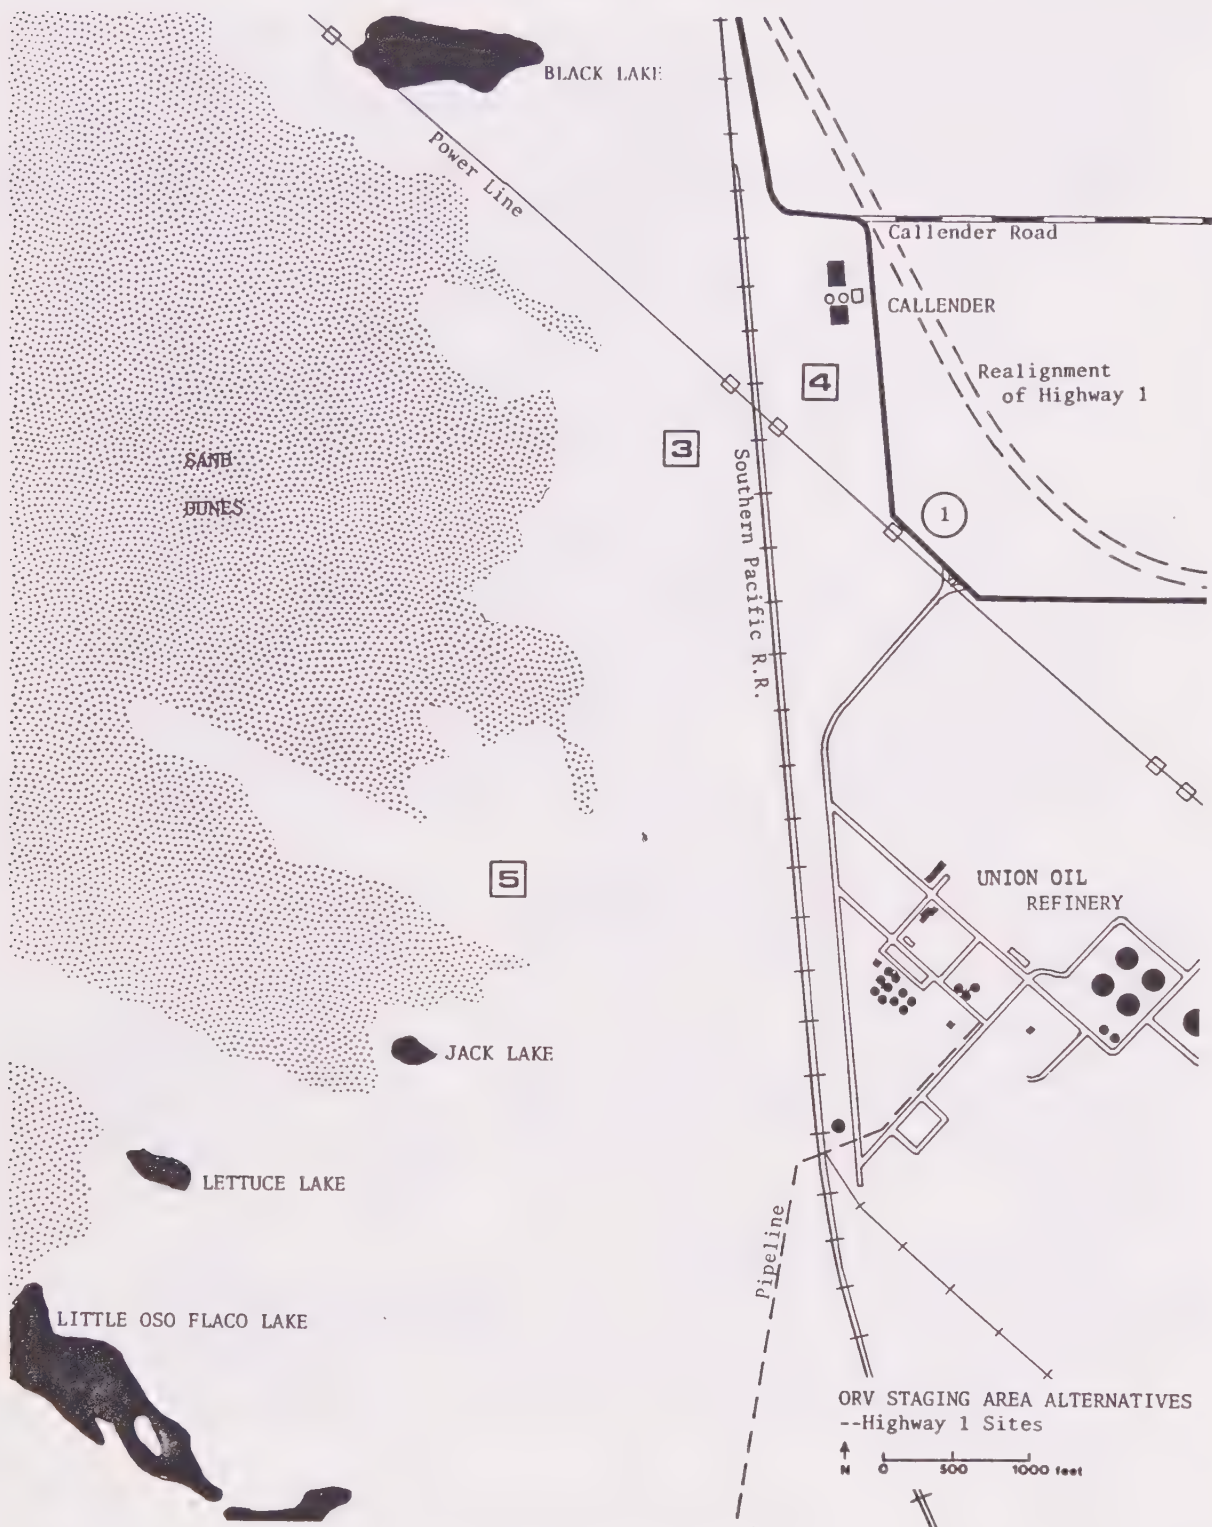 BLACK LAKE
Power Line
Callender Road
CALLENDER
Realignment
of Highway 1
4
3
SAND
DUNES
Southern Pacific R.R.
1
5
UNION OIL
REFINERY
JACK LAKE
LETTUCE LAKE
Pipeline
LITTLE OSO FLACO LAKE
ORV STAGING AREA ALTERNATIVES
--Highway 1 Sites
N 0 500 1000 feet